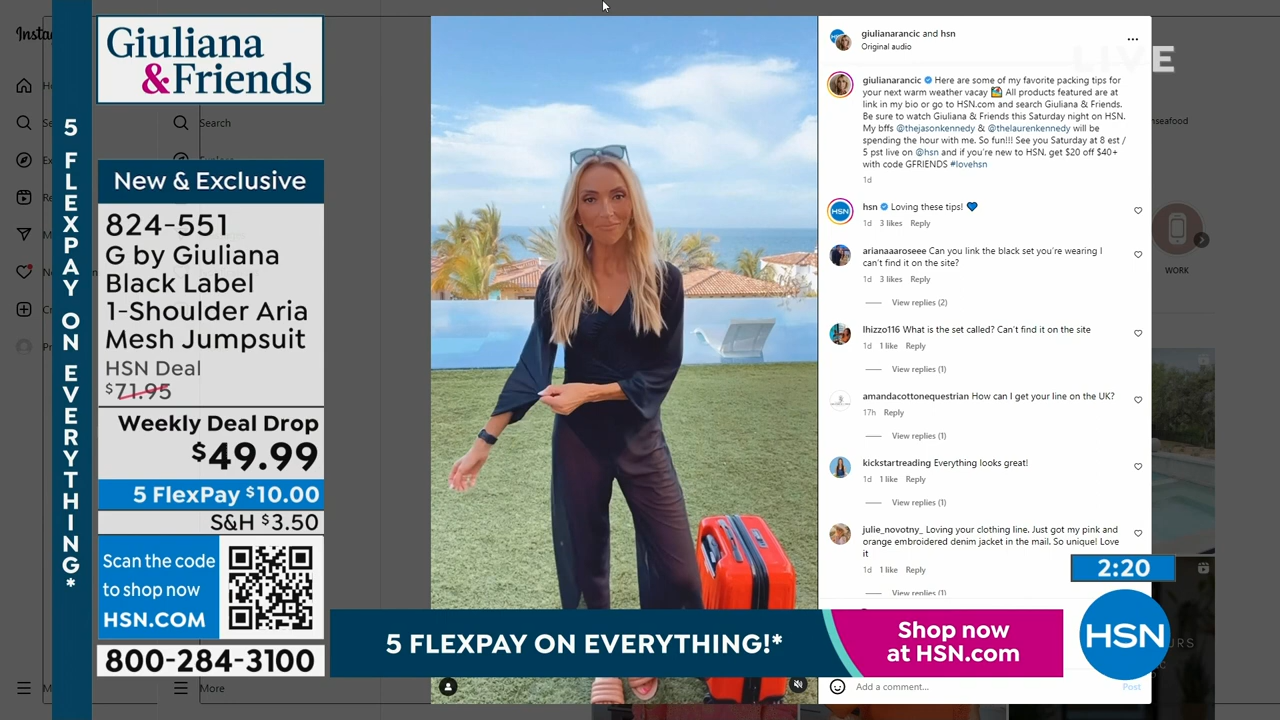 5 FLEXPAY ON EVERYTHING*
Giuliana
&Friends
New & Exclusive
824-551
G by Giuliana
Black Label
1-Shoulder Aria
Mesh Jumpsuit
HSN Deal
$71.95
Weekly Deal Drop
$49.99
5 FlexPay $10.00
S&H $3.50
Scan the code
to shop now
HSN.COM
800-284-3100
Search
More
giulianarancic and hsn
Original audio
LIVE
giulianarancic Here are some of my favorite packing tips for
your next warm weather vacay 🏖 All products featured are at
link in my bio or go to HSN.com and search Giuliana & Friends.
Be sure to watch Giuliana & Friends this Saturday night on HSN.
My bffs @thejasonkennedy & @thelaurenkennedy will be
spending the hour with me. So fun!!! See you Saturday at 8 est /
5 pst live on @hsn and if you're new to HSN, get $20 off $40+
with code GFRIENDS #lovehsn
1d
HSN
hsn Loving these tips! 💙
1d 3 likes Reply
arianaaaroseee Can you link the black set you're wearing I
can't find it on the site?
1d 3 likes Reply
View replies (2)
lhizzo116 What is the set called? Can't find it on the site
1d 1 like Reply
View replies (1)
amandacottonequestrian How can I get your line on the UK?
17h Reply
View replies (1)
kickstartreading Everything looks great!
1d 1 like Reply
View replies (1)
julie_novotny_ Loving your clothing line. Just got my pink and
orange embroidered denim jacket in the mail. So unique! Love
it
1d 1 like Reply
View replies (1)
WORK
2:20
5 FLEXPAY ON EVERYTHING!*
Shop now
at HSN.com
HSN
Add a comment...
Post